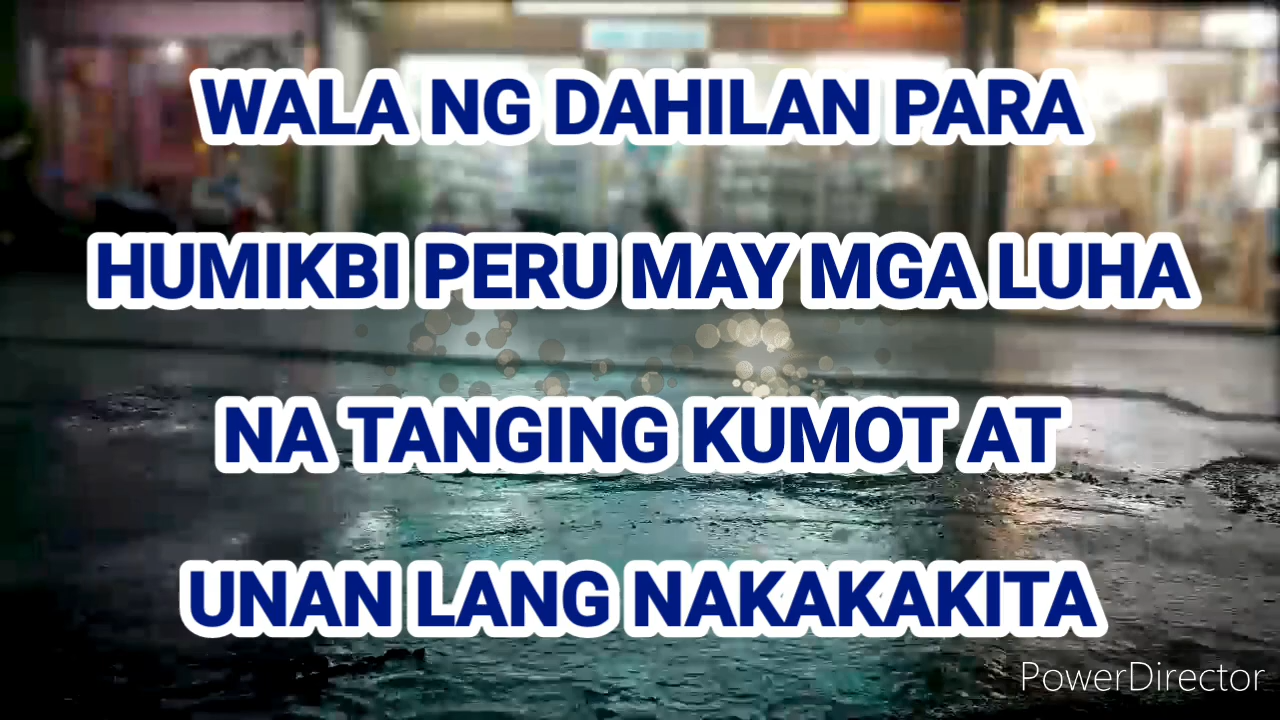 WALA NG DAHILAN PARA
HUMIKBI PERU MAY MGA LUHA
NA TANGING KUMOT AT
UNAN LANG NAKAKAKITA
PowerDirector